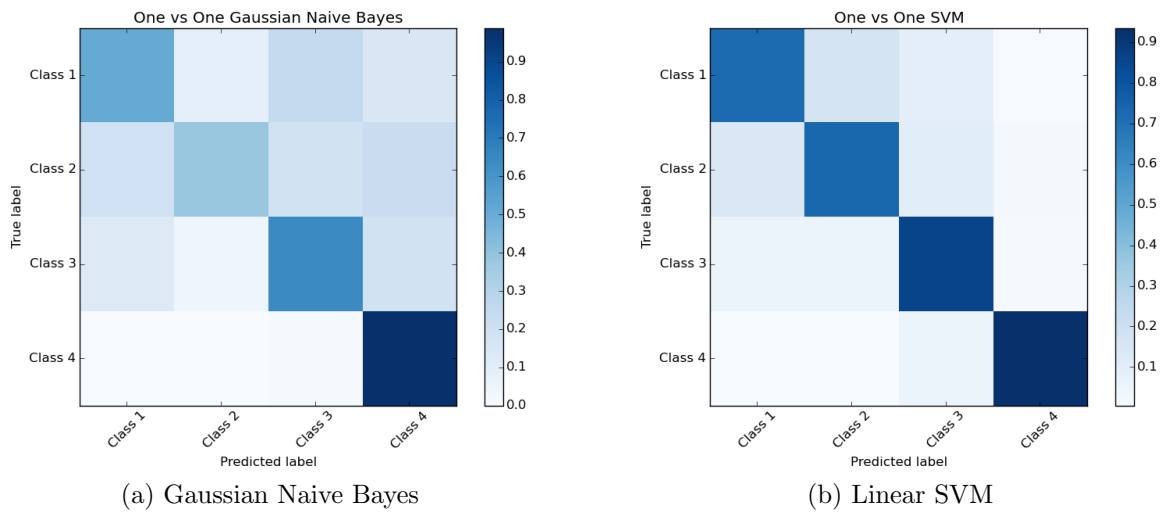 One vs One Gaussian Naive Bayes
Class 1
Class 2
Class 3
Class 4
True label
Class 1
Class 2
Class 3
Class 4
Predicted label
0.9
0.8
0.7
0.6
0.5
0.4
0.3
0.2
0.1
0.0
(a) Gaussian Naive Bayes
One vs One SVM
Class 1
Class 2
Class 3
Class 4
True label
Class 1
Class 2
Class 3
Class 4
Predicted label
0.9
0.8
0.7
0.6
0.5
0.4
0.3
0.2
0.1
(b) Linear SVM